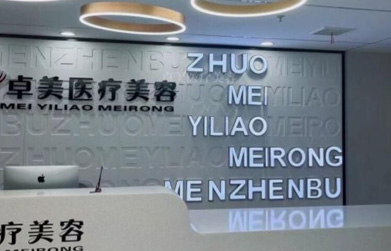 卓美医疗美容
MEI YILIAO MEIRONG
ZHUO
MEI
YILIAO
MEIRONG
MENZHENBU
疗美容